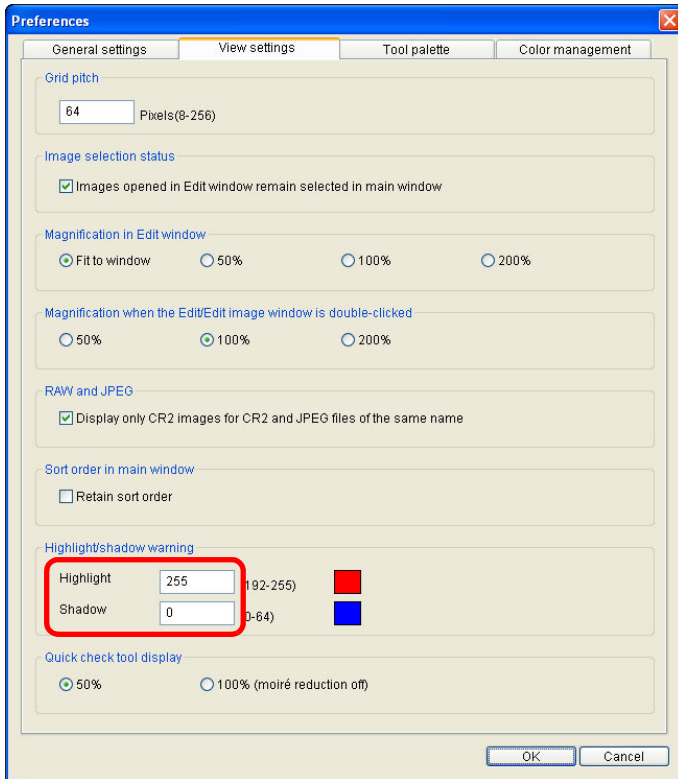 Preferences
General settings View settings Tool palette Color management
Grid pitch
64 Pixels(8-256)
Image selection status
Images opened in Edit window remain selected in main window
Magnification in Edit window
Fit to window 50% 100% 200%
Magnification when the Edit/Edit image window is double-clicked
50% 100% 200%
RAW and JPEG
Display only CR2 images for CR2 and JPEG files of the same name
Sort order in main window
Retain sort order
Highlight/shadow warning
Highlight 255 192-255)
Shadow 0 0-64)
Quick check tool display
50% 100% (moiré reduction off)
OK Cancel